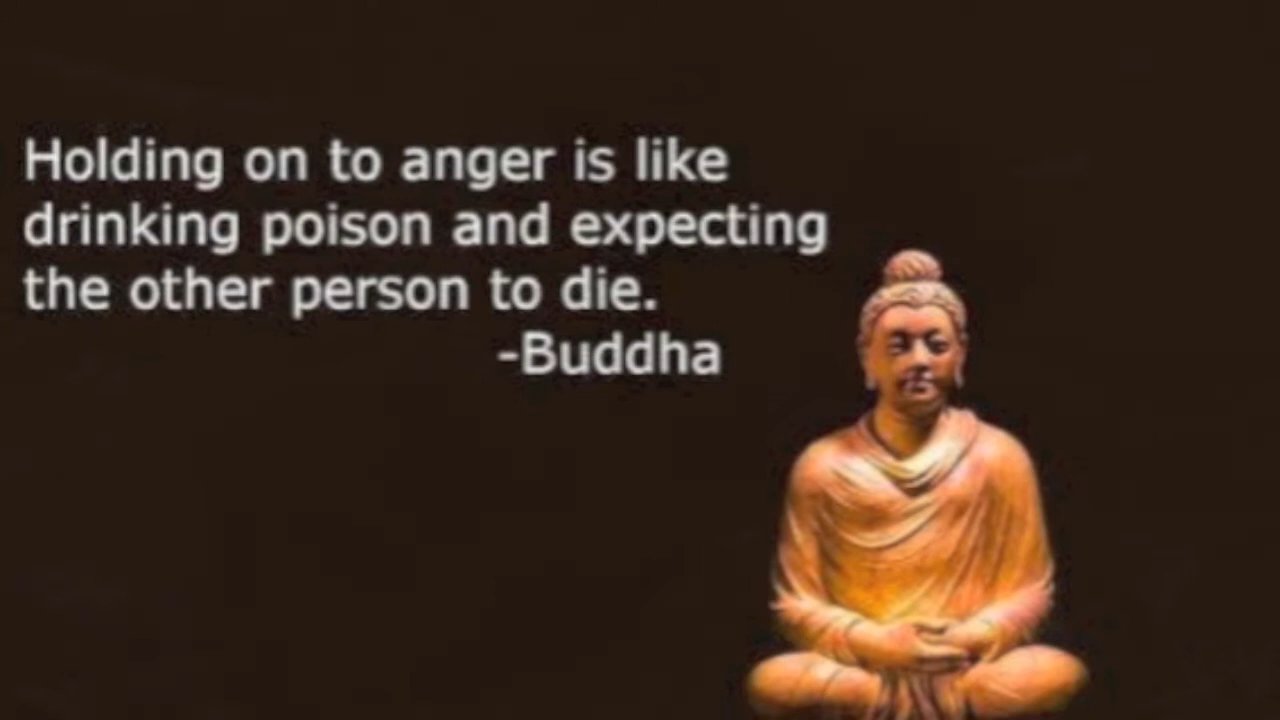 Holding on to anger is like
drinking poison and expecting
the other person to die.
-Buddha